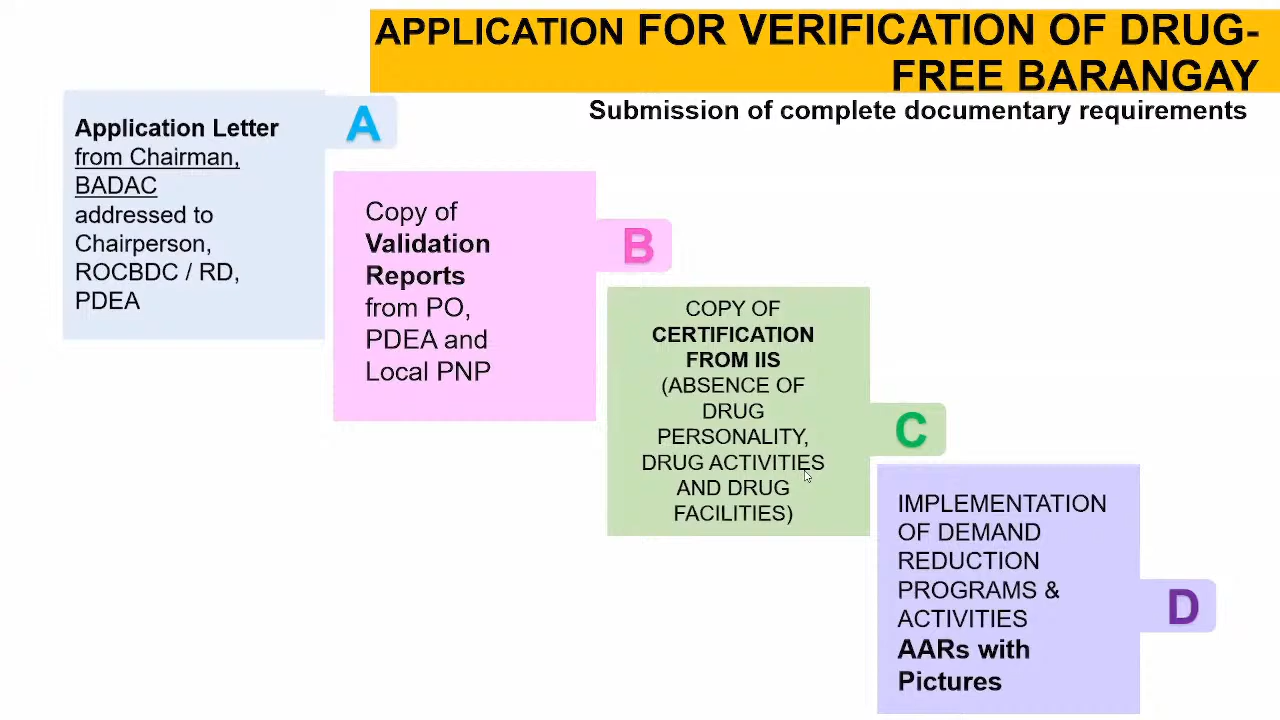 APPLICATION FOR VERIFICATION OF DRUG-
FREE BARANGAY
Submission of complete documentary requirements
Application Letter
from Chairman,
BADAC
addressed to
Chairperson,
ROCBDC / RD,
PDEA
A
Copy of
Validation
Reports
from PO,
PDEA and
Local PNP
B
COPY OF
CERTIFICATION
FROM IIS
(ABSENCE OF
DRUG
PERSONALITY,
DRUG ACTIVITIES
AND DRUG
FACILITIES)
C
IMPLEMENTATION
OF DEMAND
REDUCTION
PROGRAMS &
ACTIVITIES
AARs with
Pictures
D